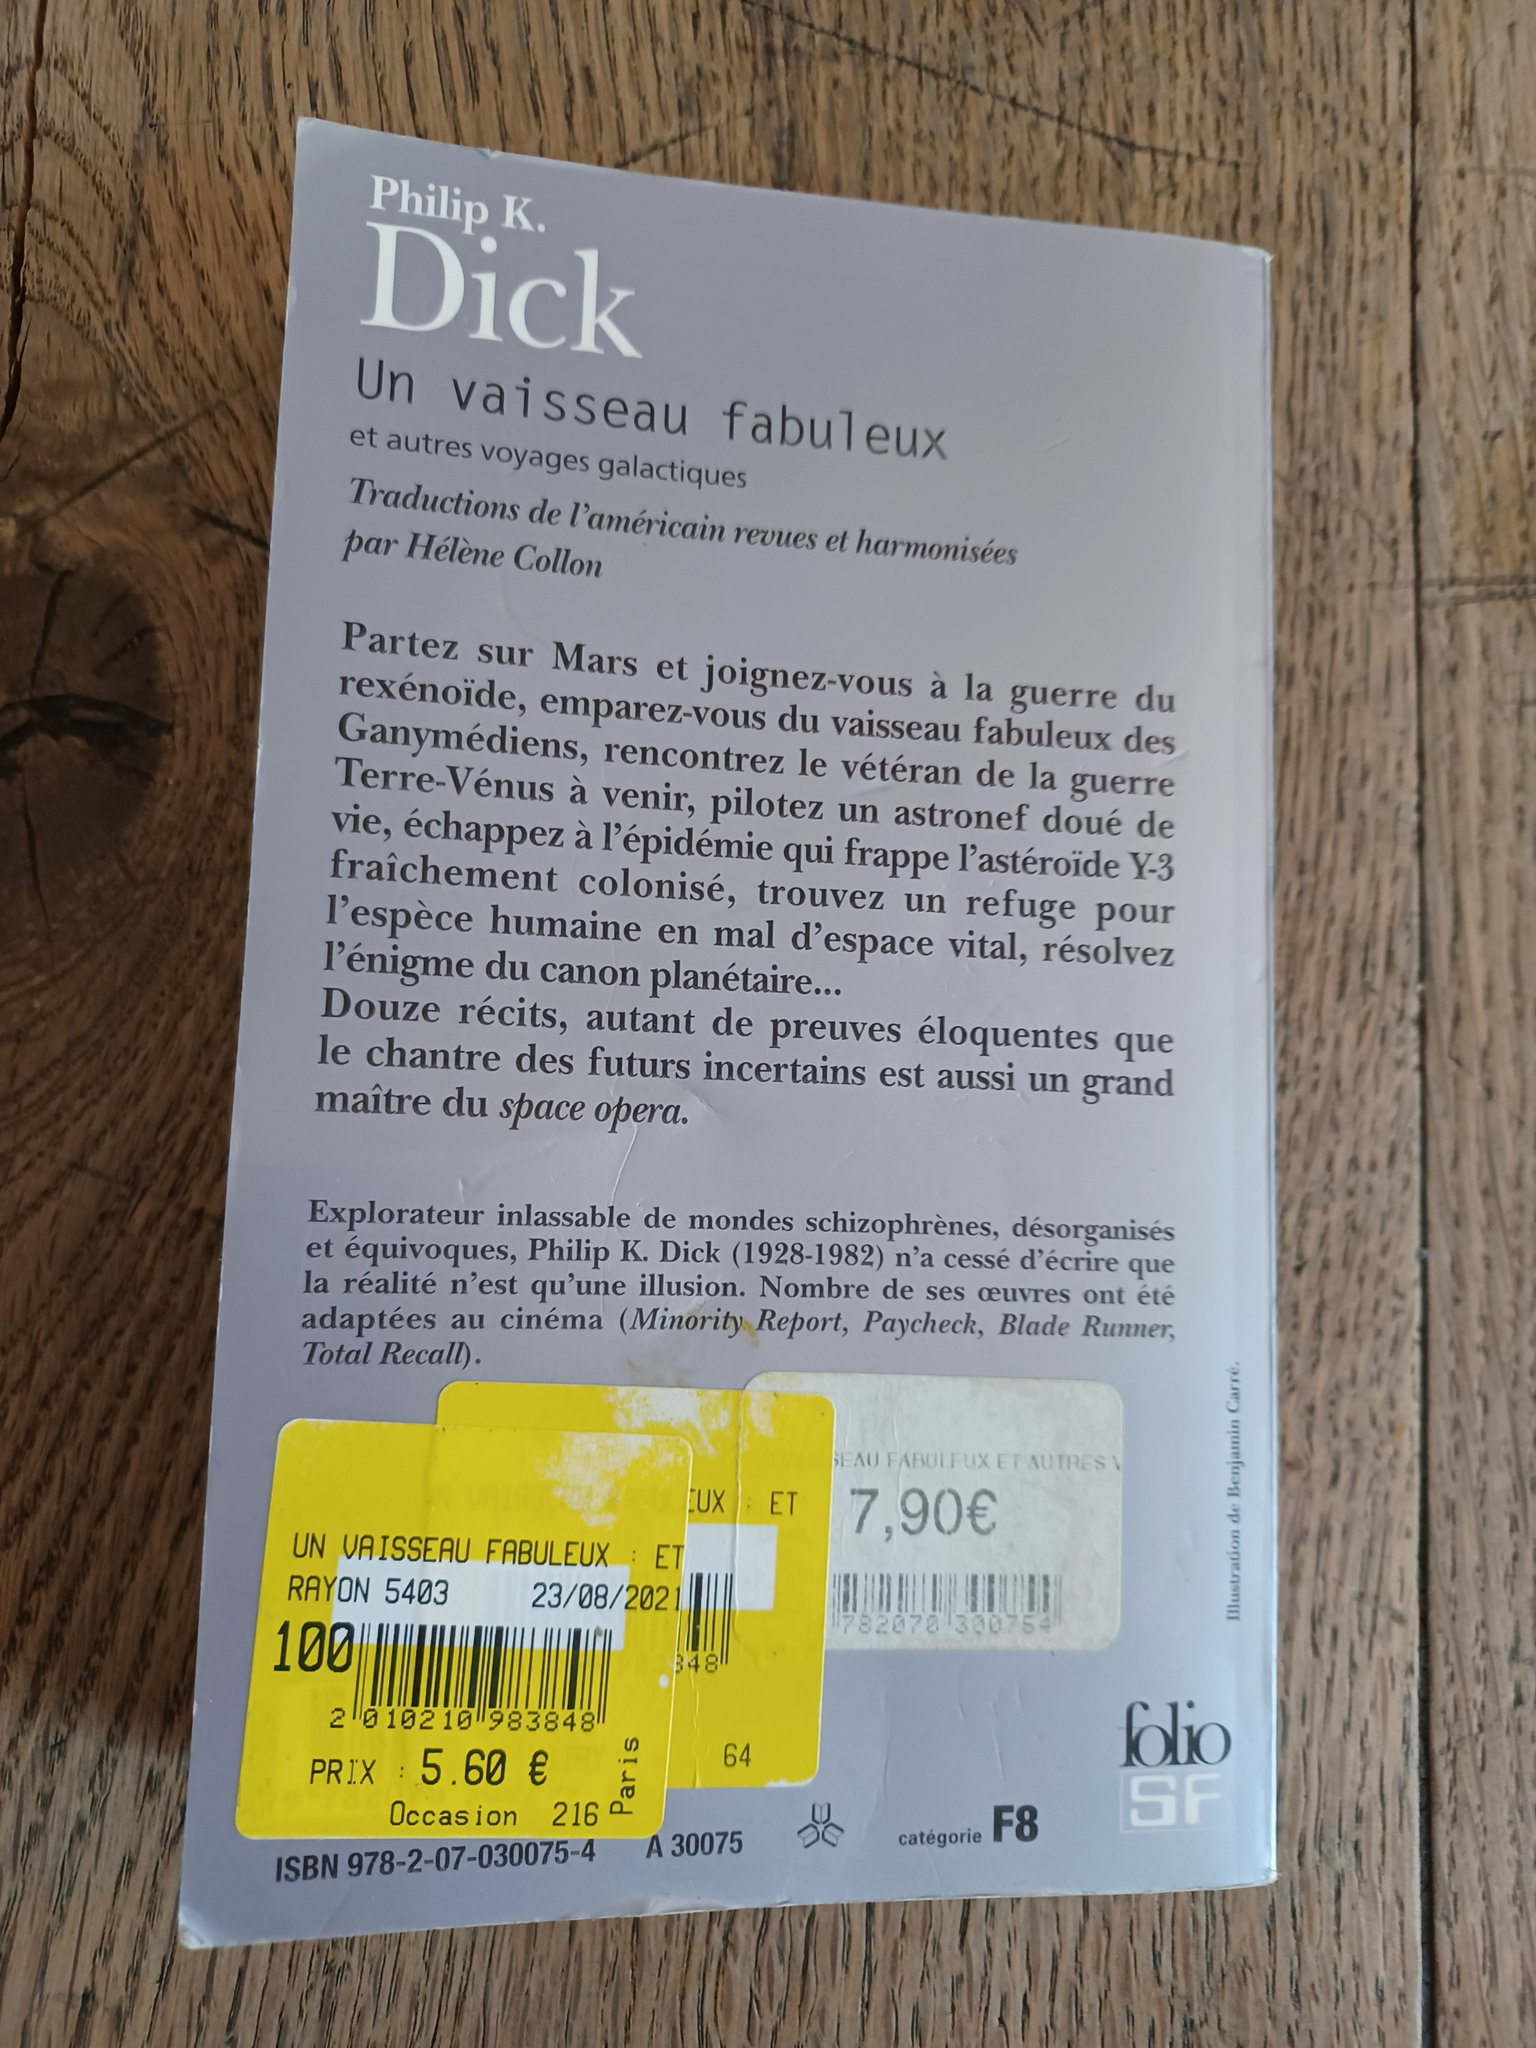 Philip K.
Dick
Un vaisseau fabuleux
et autres voyages galactiques
Traductions de l'américain revues et harmonisées
par Hélène Collon
Partez sur Mars et joignez-vous à la guerre du
rexénoïde, emparez-vous du vaisseau fabuleux des
Ganymédiens, rencontrez le vétéran de la guerre
Terre-Vénus à venir, pilotez un astronef doué de
vie, échappez à l'épidémie qui frappe l'astéroïde Y-3
fraîchement colonisé, trouvez un refuge pour
l'espèce humaine en mal d'espace vital, résolvez
l'énigme du canon planétaire...
Douze récits, autant de preuves éloquentes que
le chantre des futurs incertains est aussi un grand
maître du space opera.
Explorateur inlassable de mondes schizophrènes, désorganisés
et équivoques, Philip K. Dick (1928-1982) n'a cessé d'écrire que
la réalité n'est qu'une illusion. Nombre de ses œuvres ont été
adaptées au cinéma (Minority Report, Paycheck, Blade Runner,
Total Recall).
Illustration de Benjamin Carré.
SEAU FABULEUX ET AUTRES V
7,90€
782070 300754
EUX : ET
848
64
UN VAISSEAU FABULEUX : ET
RAYON 5403 23/08/2021
100
2 010210 983848
PRIX : 5.60 €
Occasion 216
Paris
folio
SF
ISBN 978-2-07-030075-4 A 30075 catégorie F8